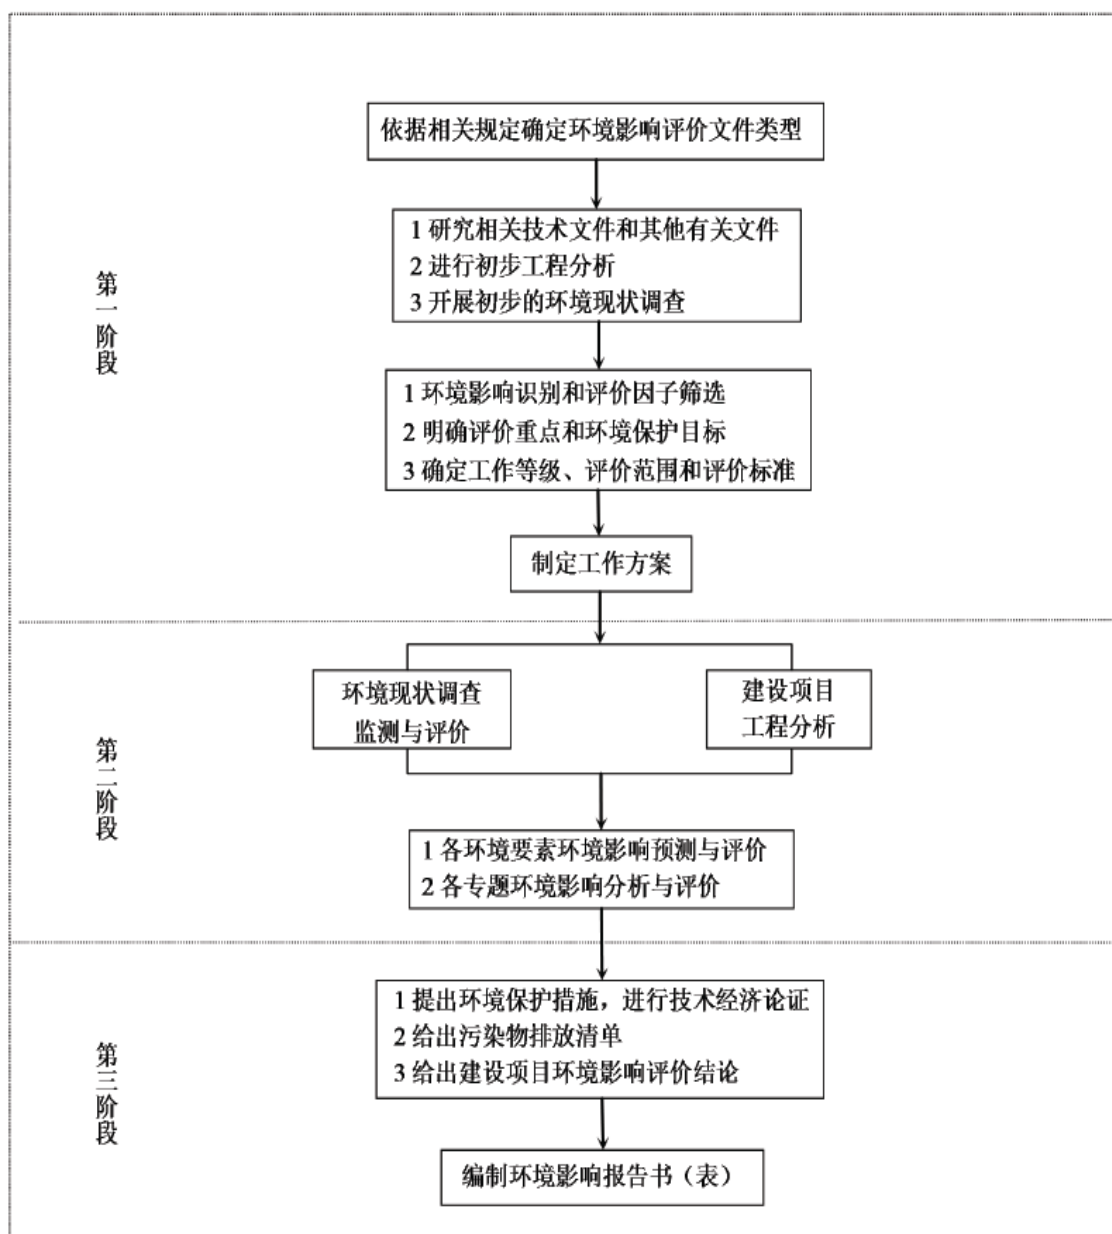 依据相关规定确定环境影响评价文件类型
1 研究相关技术文件和其他有关文件
2 进行初步工程分析
3 开展初步的环境现状调查
第一阶段
1 环境影响识别和评价因子筛选
2 明确评价重点和环境保护目标
3 确定工作等级、评价范围和评价标准
制定工作方案
环境现状调查
监测与评价
建设项目
工程分析
第二阶段
1 各环境要素环境影响预测与评价
2 各专题环境影响分析与评价
1 提出环境保护措施，进行技术经济论证
2 给出污染物排放清单
3 给出建设项目环境影响评价结论
第三阶段
编制环境影响报告书（表）